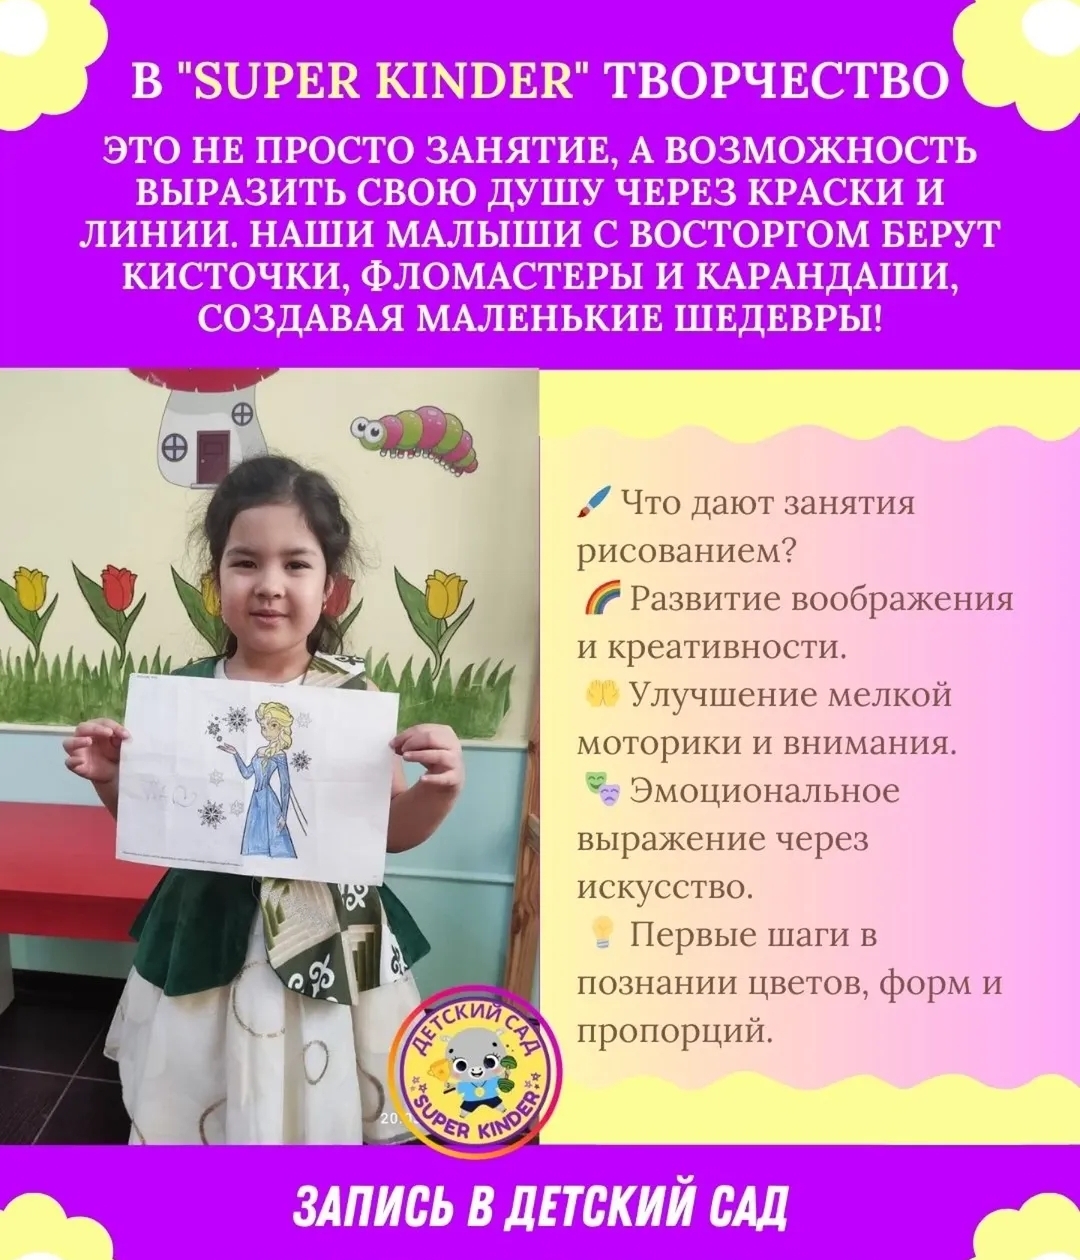 В "SUPER KINDER" ТВОРЧЕСТВО
ЭТО НЕ ПРОСТО ЗАНЯТИЕ, А ВОЗМОЖНОСТЬ
ВЫРАЗИТЬ СВОЮ ДУШУ ЧЕРЕЗ КРАСКИ И
ЛИНИИ. НАШИ МАЛЫШИ С ВОСТОРГОМ БЕРУТ
КИСТОЧКИ, ФЛОМАСТЕРЫ И КАРАНДАШИ,
СОЗДАВАЯ МАЛЕНЬКИЕ ШЕДЕВРЫ!
🖌️ Что дают занятия
рисованием?
🌈 Развитие воображения
и креативности.
🤲 Улучшение мелкой
моторики и внимания.
🎭 Эмоциональное
выражение через
искусство.
💡 Первые шаги в
познании цветов, форм и
пропорций.
ДЕТСКИЙ САД
SUPER KINDER
ЗАПИСЬ В ДЕТСКИЙ САД